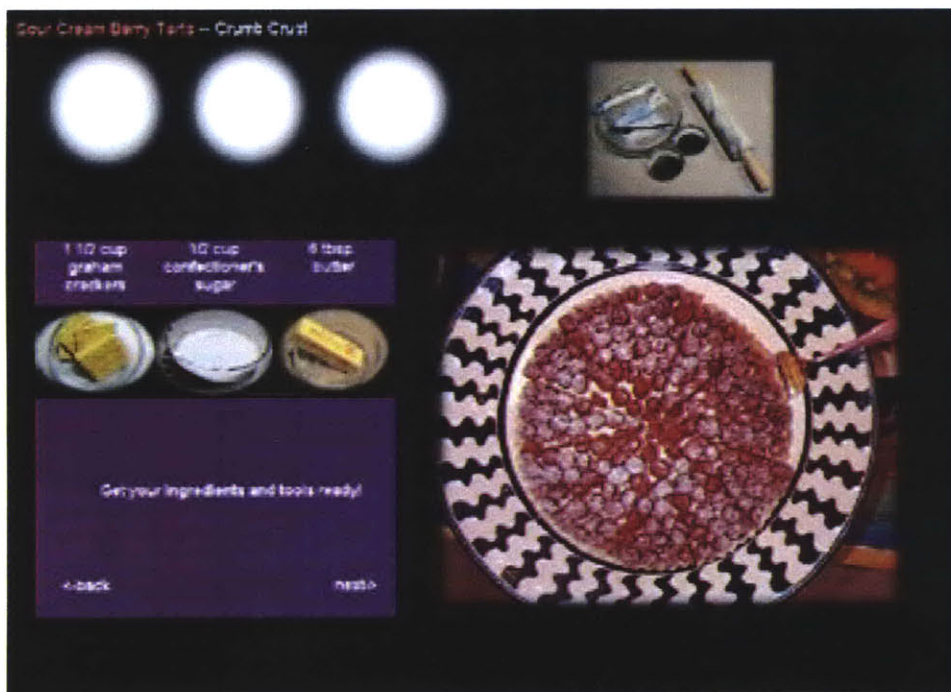 Sour Cream Berry Tarts -- Crumb Crust
1 1/2 cup
graham
crackers
1/2 cup
confectioner's
sugar
6 tbsp
butter
Get your ingredients and tools ready!
<-back
next->